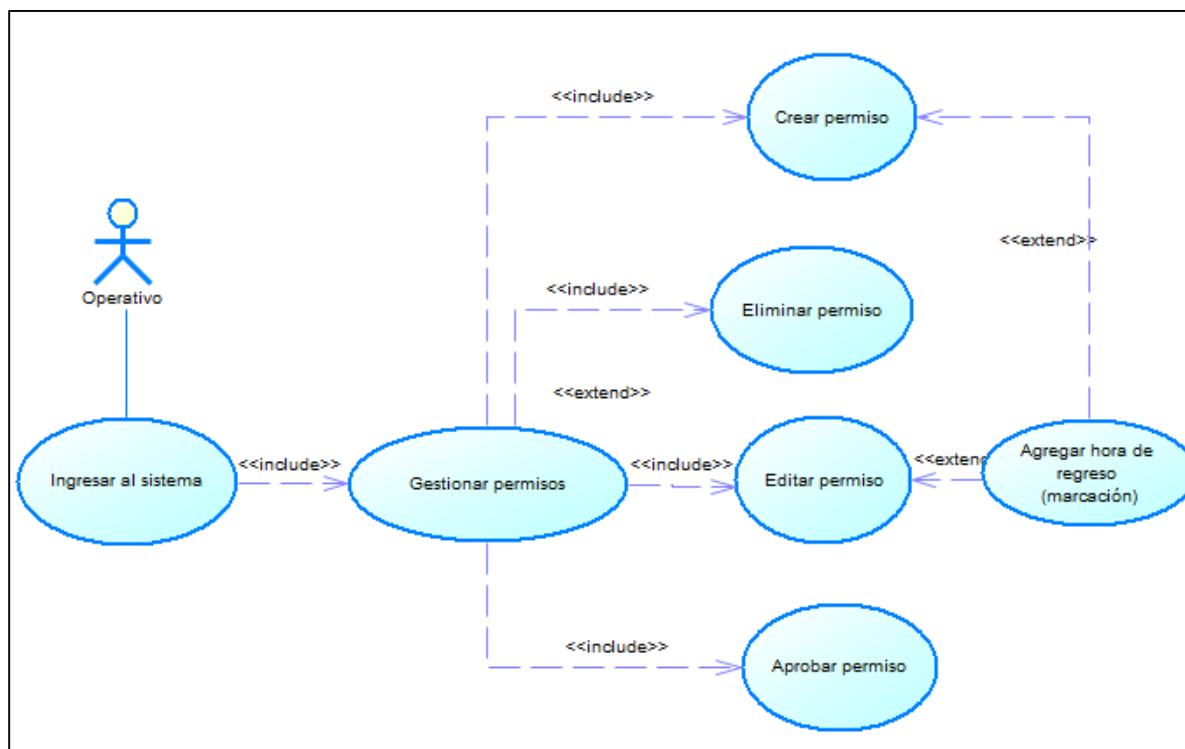 <<include>>
Crear permiso
<<extend>>
<<include>>
Eliminar permiso
Operativo
<<extend>>
Ingresar al sistema
<<include>>
Gestionar permisos
<<include>>
Editar permiso
<<extend
Agregar hora de
regreso
(marcación)
<<include>>
Aprobar permiso